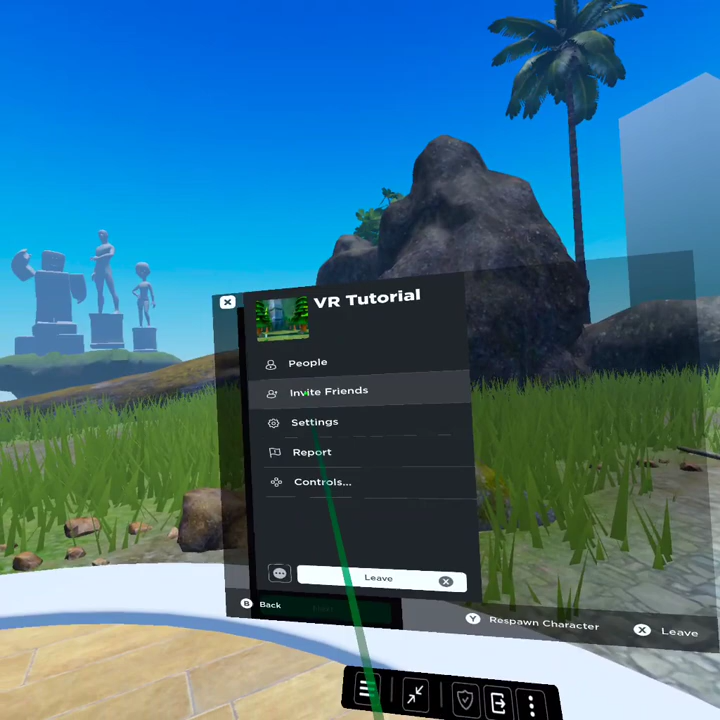 VR Tutorial
People
Invite Friends
Settings
Report
Controls...
Leave
B Back
Y Respawn Character
X Leave